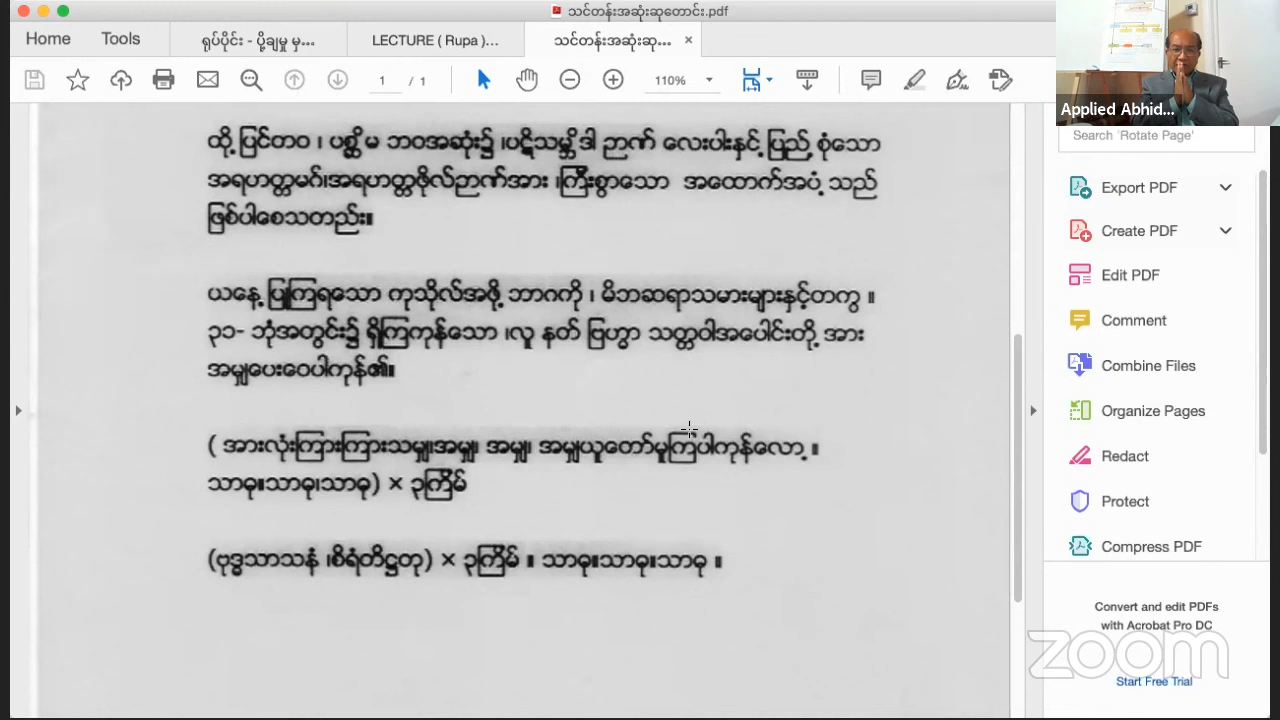 သင်တန်းအဆုံးဆုတောင်း.pdf
Home Tools ရုပ်ပိုင်း - ပို့ချမှု မှ... LECTURE ( Rupa )... သင်တန်းအဆုံးဆု... ×
1 / 1 110%
Applied Abhid...
Search 'Rotate Page'
ထို့ပြင်တဝ ၊ ပစ္ဆိမ ဘဝအဆုံး၌ ၊ပဋိသမ္ဘိဒါ ဉာဏ် လေးပါးနှင့် ပြည့် စုံသော
အရဟတ္တမဂ်၊အရဟတ္တဖိုလ်ဉာဏ်အား ၊ကြီးစွာသော အထောက်အပံ့ သည်
ဖြစ်ပါစေသတည်း။
ယနေ့ ပြုကြရသော ကုသိုလ်အဖို့ ဘာဂကို ၊ မိဘဆရာသမားများနှင့်တကွ ။
၃၁- ဘုံအတွင်း၌ ရှိကြကုန်သော ၊လူ နတ် ဗြဟ္မာ သတ္တဝါအပေါင်းတို့ အား
အမျှပေးဝေပါကုန်၏။
( အားလုံးကြားကြားသမျှ၊အမျှ၊ အမျှ၊ အမျှယူတော်မူကြပါကုန်လော့ ။
သာဓု။သာဓု၊သာဓု) × ၃ကြိမ်
(ဗုဒ္ဓသာသနံ ၊စိရံတိဋ္ဌတု) × ၃ကြိမ် ။ သာဓု။သာဓု။သာဓု ။
Export PDF
Create PDF
Edit PDF
Comment
Combine Files
Organize Pages
Redact
Protect
Compress PDF
Convert and edit PDFs
with Acrobat Pro DC
Start Free Trial
zoom